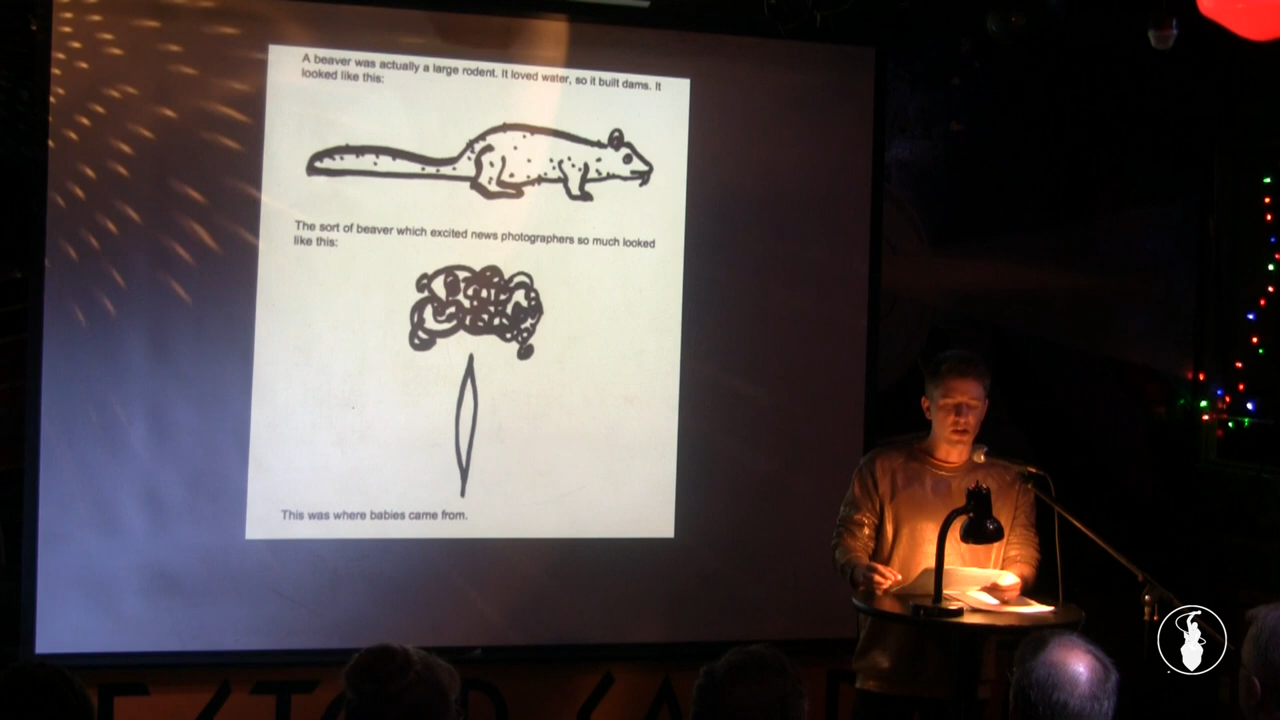 A beaver was actually a large rodent. It loved water, so it built dams. It
looked like this:
The sort of beaver which excited news photographers so much looked
like this:
This was where babies came from.